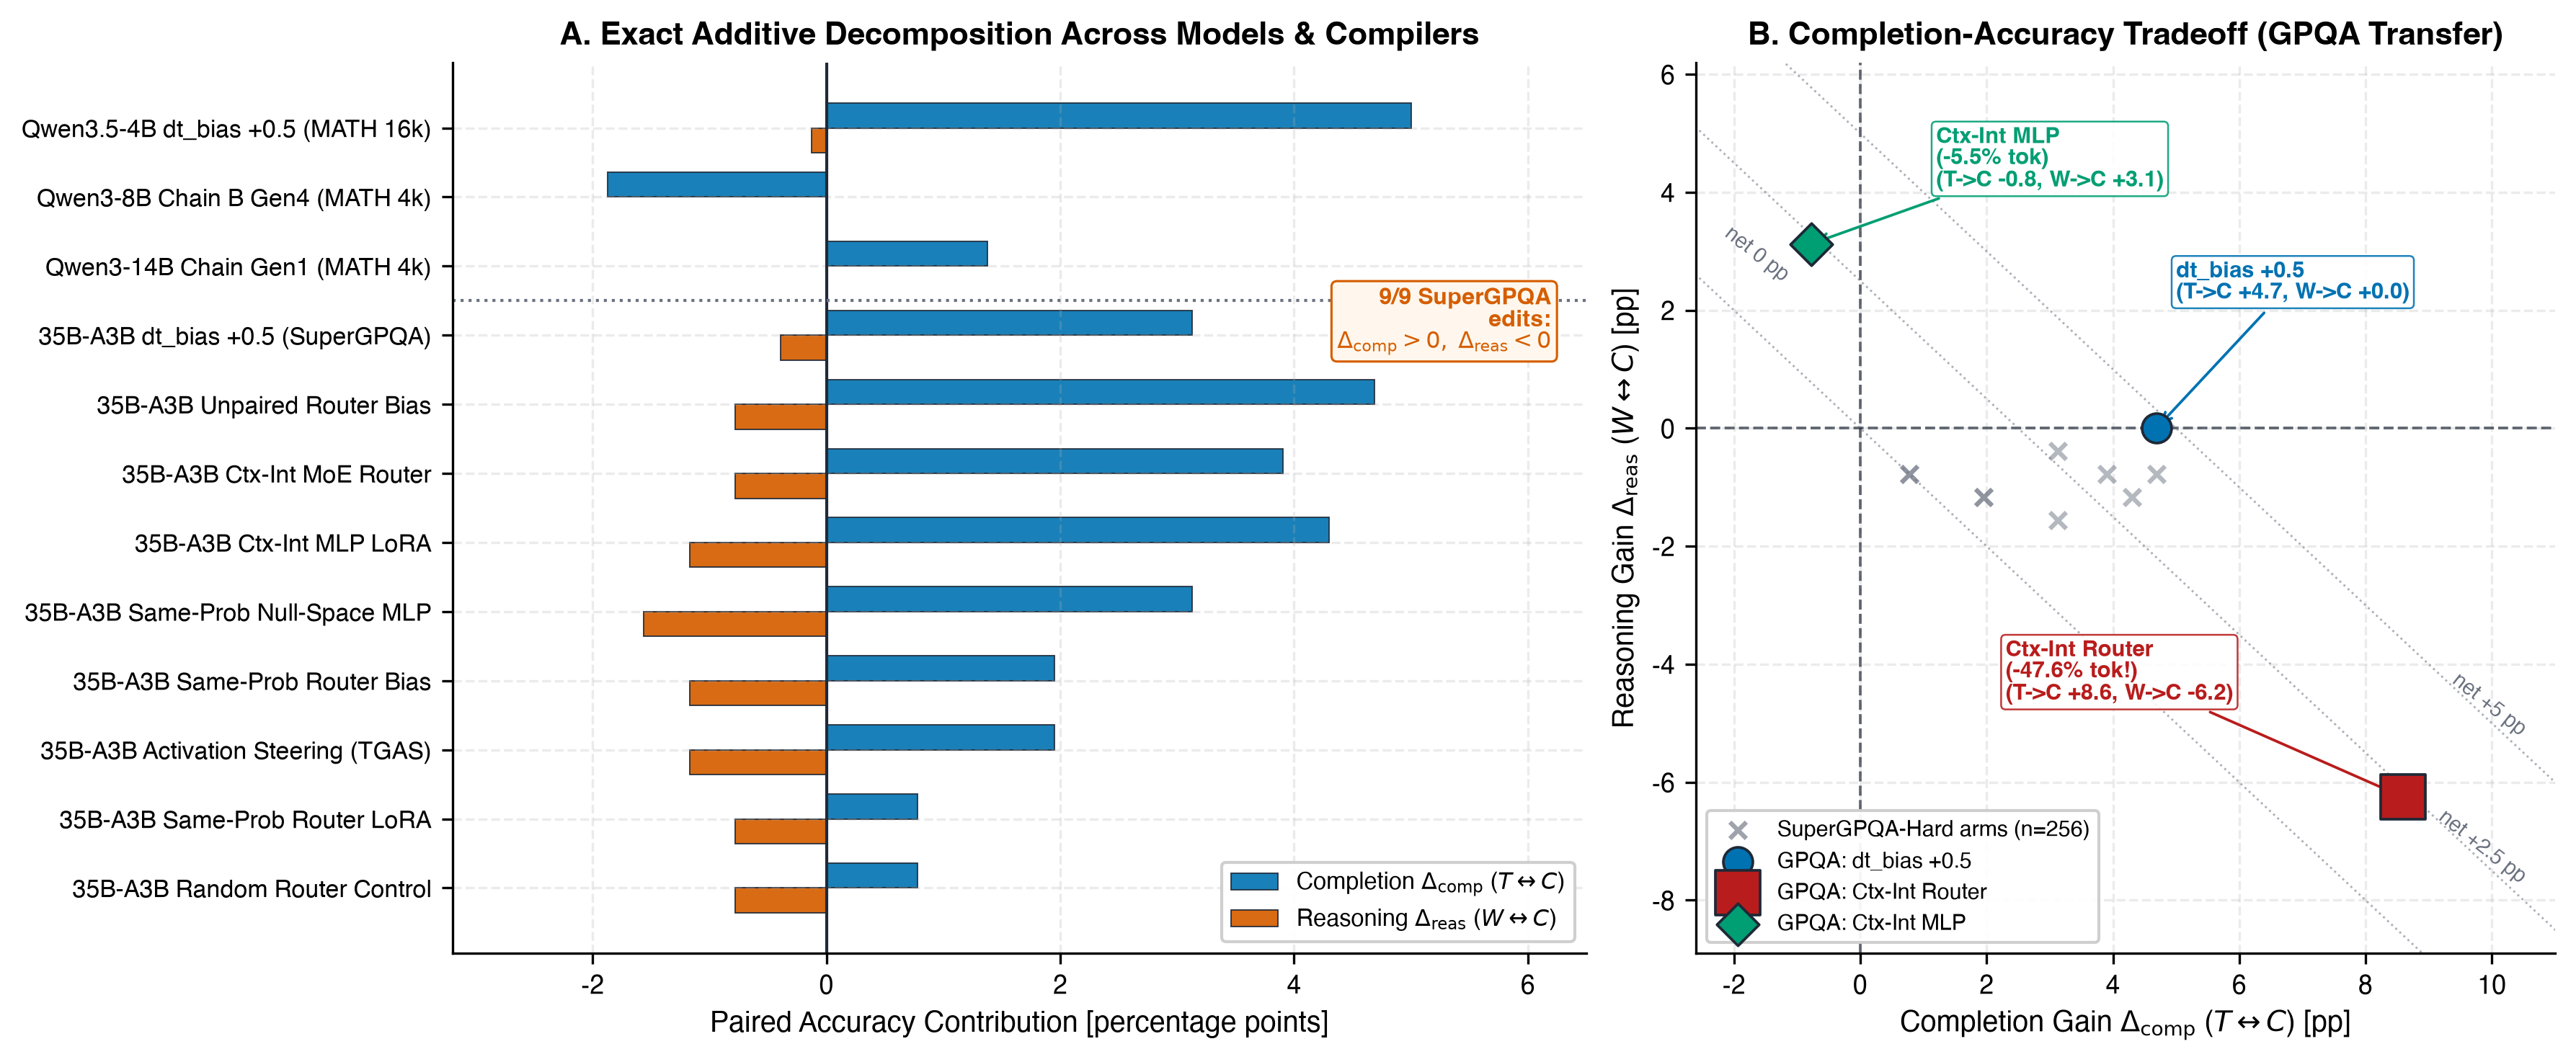 A. Exact Additive Decomposition Across Models & Compilers
Qwen3.5-4B dt_bias +0.5 (MATH 16k)
Qwen3-8B Chain B Gen4 (MATH 4k)
Qwen3-14B Chain Gen1 (MATH 4k)
35B-A3B dt_bias +0.5 (SuperGPQA)
35B-A3B Unpaired Router Bias
35B-A3B Ctx-Int MoE Router
35B-A3B Ctx-Int MLP LoRA
35B-A3B Same-Prob Null-Space MLP
35B-A3B Same-Prob Router Bias
35B-A3B Activation Steering (TGAS)
35B-A3B Same-Prob Router LoRA
35B-A3B Random Router Control
9/9 SuperGPQA
edits:
Δcomp > 0, Δreas < 0
Completion Δcomp (T↔C)
Reasoning Δreas (W↔C)
-2 0 2 4 6
Paired Accuracy Contribution [percentage points]
B. Completion-Accuracy Tradeoff (GPQA Transfer)
Reasoning Gain Δreas (W↔C) [pp]
6
4
2
0
-2
-4
-6
-8
Ctx-Int MLP
(-5.5% tok)
(T->C -0.8, W->C +3.1)
net 0 pp
dt_bias +0.5
(T->C +4.7, W->C +0.0)
Ctx-Int Router
(-47.6% tok!)
(T->C +8.6, W->C -6.2)
net +5 pp
net +2.5 pp
SuperGPQA-Hard arms (n=256)
GPQA: dt_bias +0.5
GPQA: Ctx-Int Router
GPQA: Ctx-Int MLP
-2 0 2 4 6 8 10
Completion Gain Δcomp (T↔C) [pp]